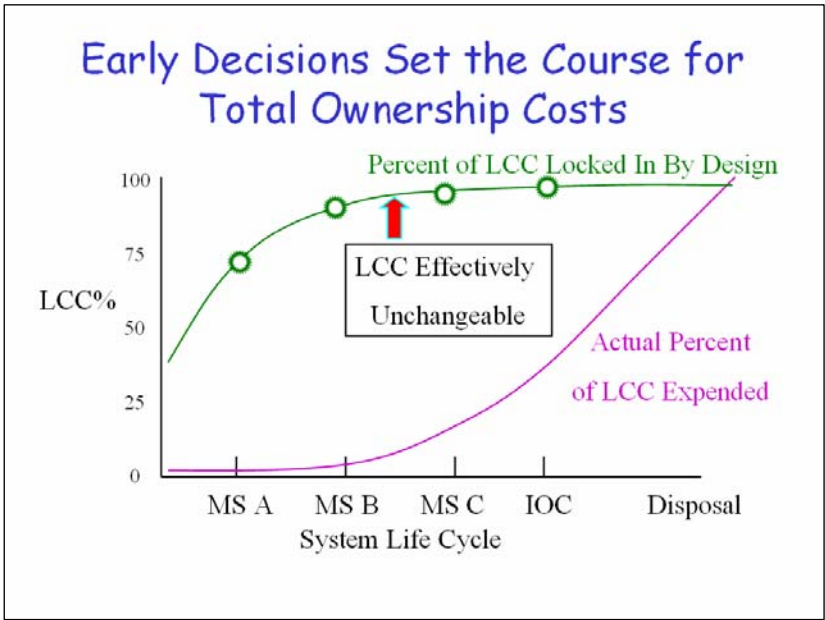 Early Decisions Set the Course for
Total Ownership Costs
Percent of LCC Locked In By Design
100
75
LCC Effectively
LCC%
Unchangeable
50
Actual Percent
of LCC Expended
25
0
MS A MS B MS C IOC Disposal
System Life Cycle